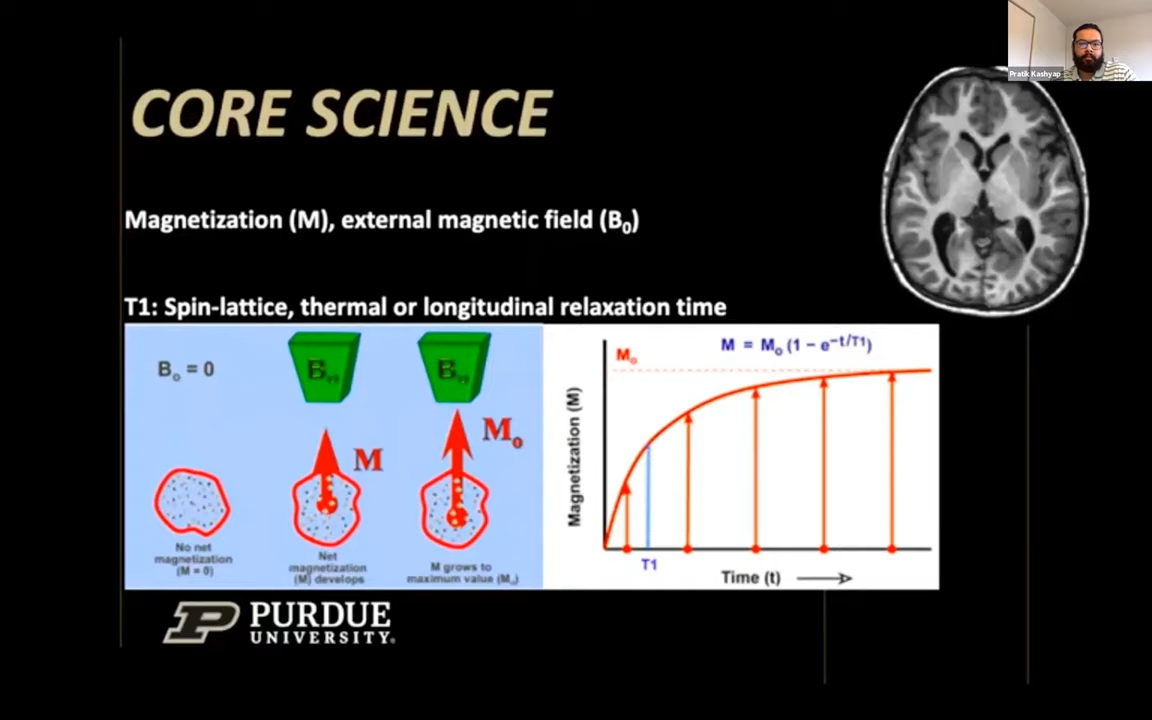 Pratik Kashyap
CORE SCIENCE
Magnetization (M), external magnetic field (B₀)
T1: Spin-lattice, thermal or longitudinal relaxation time
B₀ = 0
M
M₀
No net
magnetization
(M = 0)
Net
magnetization
(M) develops
M grows to
maximum value (M₀)
M₀
M = M₀ (1 – e–t/T1)
Magnetization (M)
T1
Time (t)
PURDUE
UNIVERSITY®